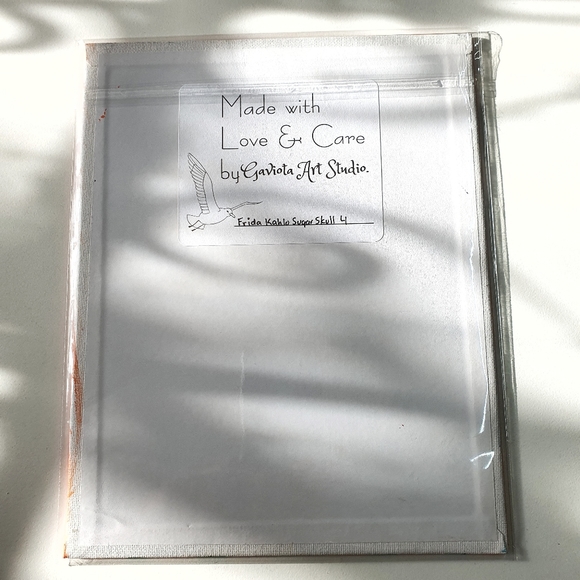 Made with
Love & Care
by Gaviota Art Studio.
Frida Kahlo Sugar Skull 4